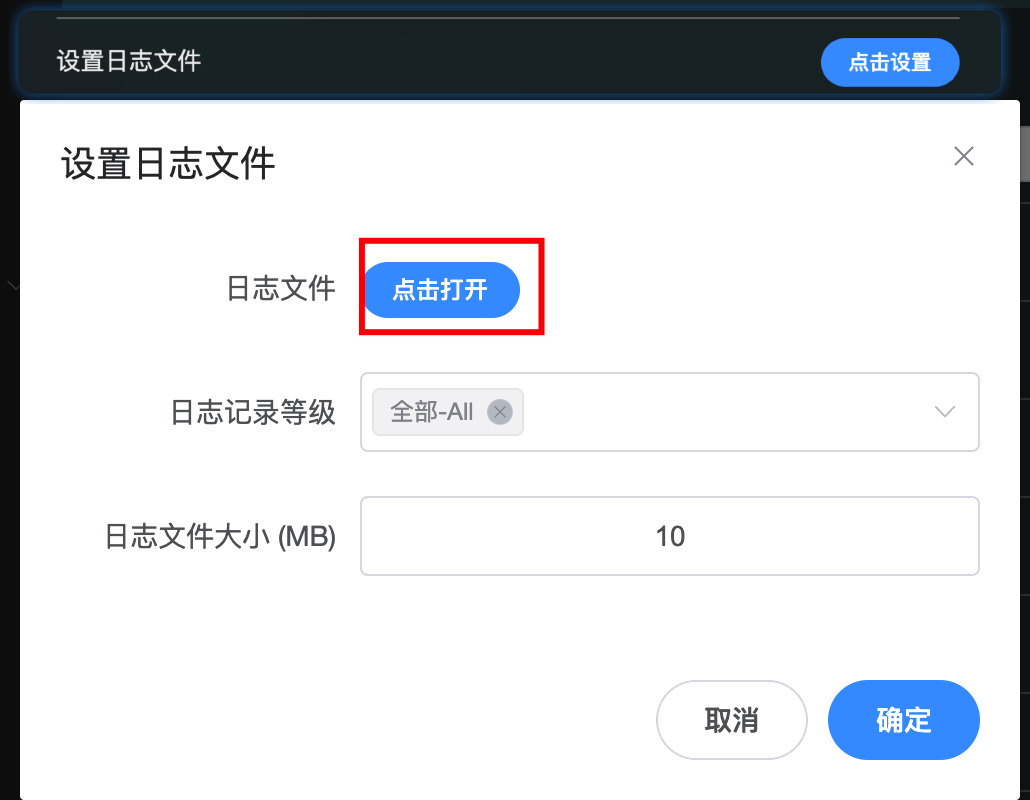 设置日志文件 点击设置
设置日志文件
日志文件 点击打开
日志记录等级 全部-All
日志文件大小 (MB) 10
取消 确定